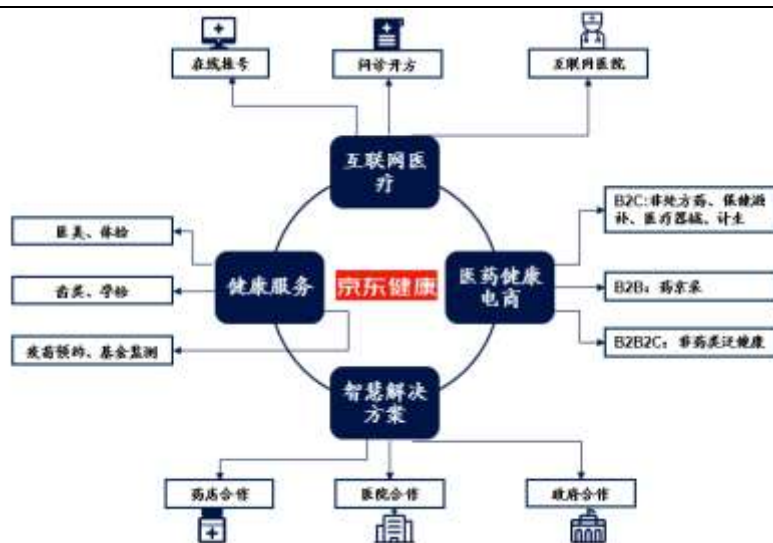 在线挂号
问诊开方
互联网医院
互联网医
疗
医美、体检
齿类、孕检
疫苗预约、基金监测
健康服务
京东健康
医药健康
电商
B2C:非处方药、保健滋
补、医疗器械、计生
B2B：药京采
B2B2C：非药类泛健康
智慧解决
方案
药店合作
医院合作
政府合作